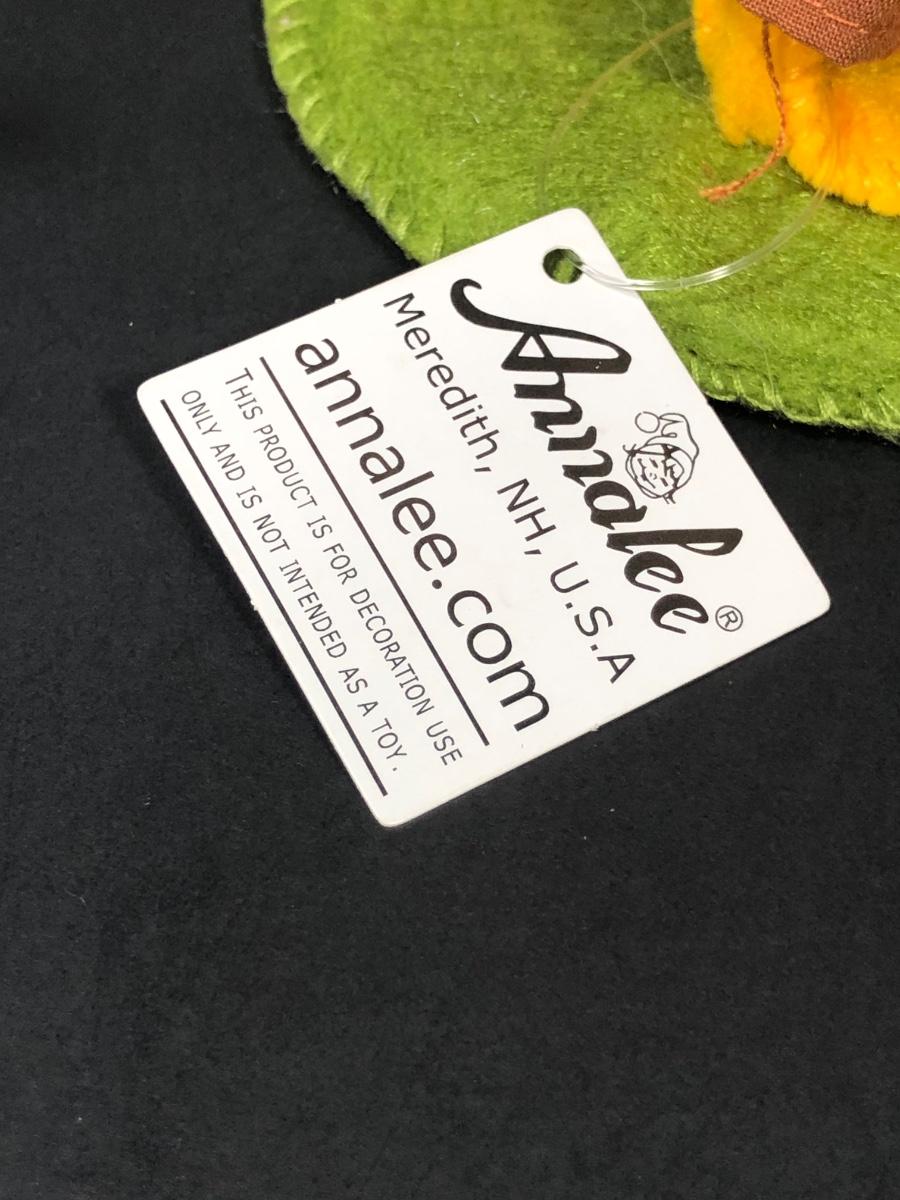 Annalee®
Meredith, NH, U.S.A
annalee.com
THIS PRODUCT IS FOR DECORATION USE
ONLY AND IS NOT INTENDED AS A TOY.